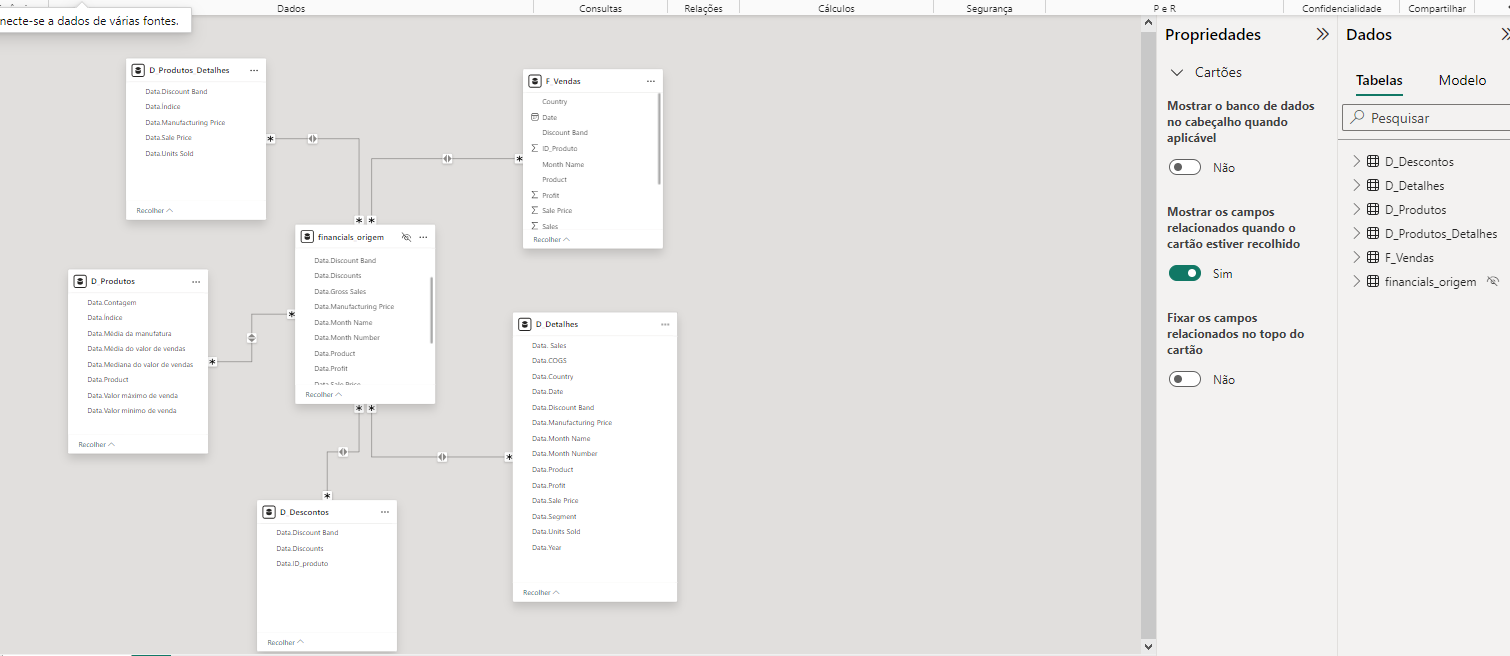 Dados
Consultas
Relações
Cálculos
Segurança
P e R
Confidencialidade
Compartilhar
necte-se a dados de várias fontes.
D_Produtos_Detalhes
Data.Discount Band
Data.Índice
Data.Manufacturing Price
Data.Sale Price
Data.Units Sold
Recolher
F_Vendas
Country
Date
Discount Band
ID_Produto
Month Name
Product
Profit
Sale Price
Sales
Recolher
financials_origem
Data.Discount Band
Data.Discounts
Data.Gross Sales
Data.Manufacturing Price
Data.Month Name
Data.Month Number
Data.Product
Data.Profit
Data.Sale Price
Recolher
D_Produtos
Data.Contagem
Data.Índice
Data.Média da manufatura
Data.Média do valor de vendas
Data.Mediana do valor de vendas
Data.Product
Data.Valor máximo de venda
Data.Valor mínimo de venda
Recolher
D_Detalhes
Data. Sales
Data.COGS
Data.Country
Data.Date
Data.Discount Band
Data.Manufacturing Price
Data.Month Name
Data.Month Number
Data.Product
Data.Profit
Data.Sale Price
Data.Segment
Data.Units Sold
Data.Year
Recolher
D_Descontos
Data.Discount Band
Data.Discounts
Data.ID_produto
Recolher
Propriedades
Cartões
Mostrar o banco de dados
no cabeçalho quando
aplicável
Não
Mostrar os campos
relacionados quando o
cartão estiver recolhido
Sim
Fixar os campos
relacionados no topo do
cartão
Não
Dados
Tabelas
Modelo
Pesquisar
D_Descontos
D_Detalhes
D_Produtos
D_Produtos_Detalhes
F_Vendas
financials_origem